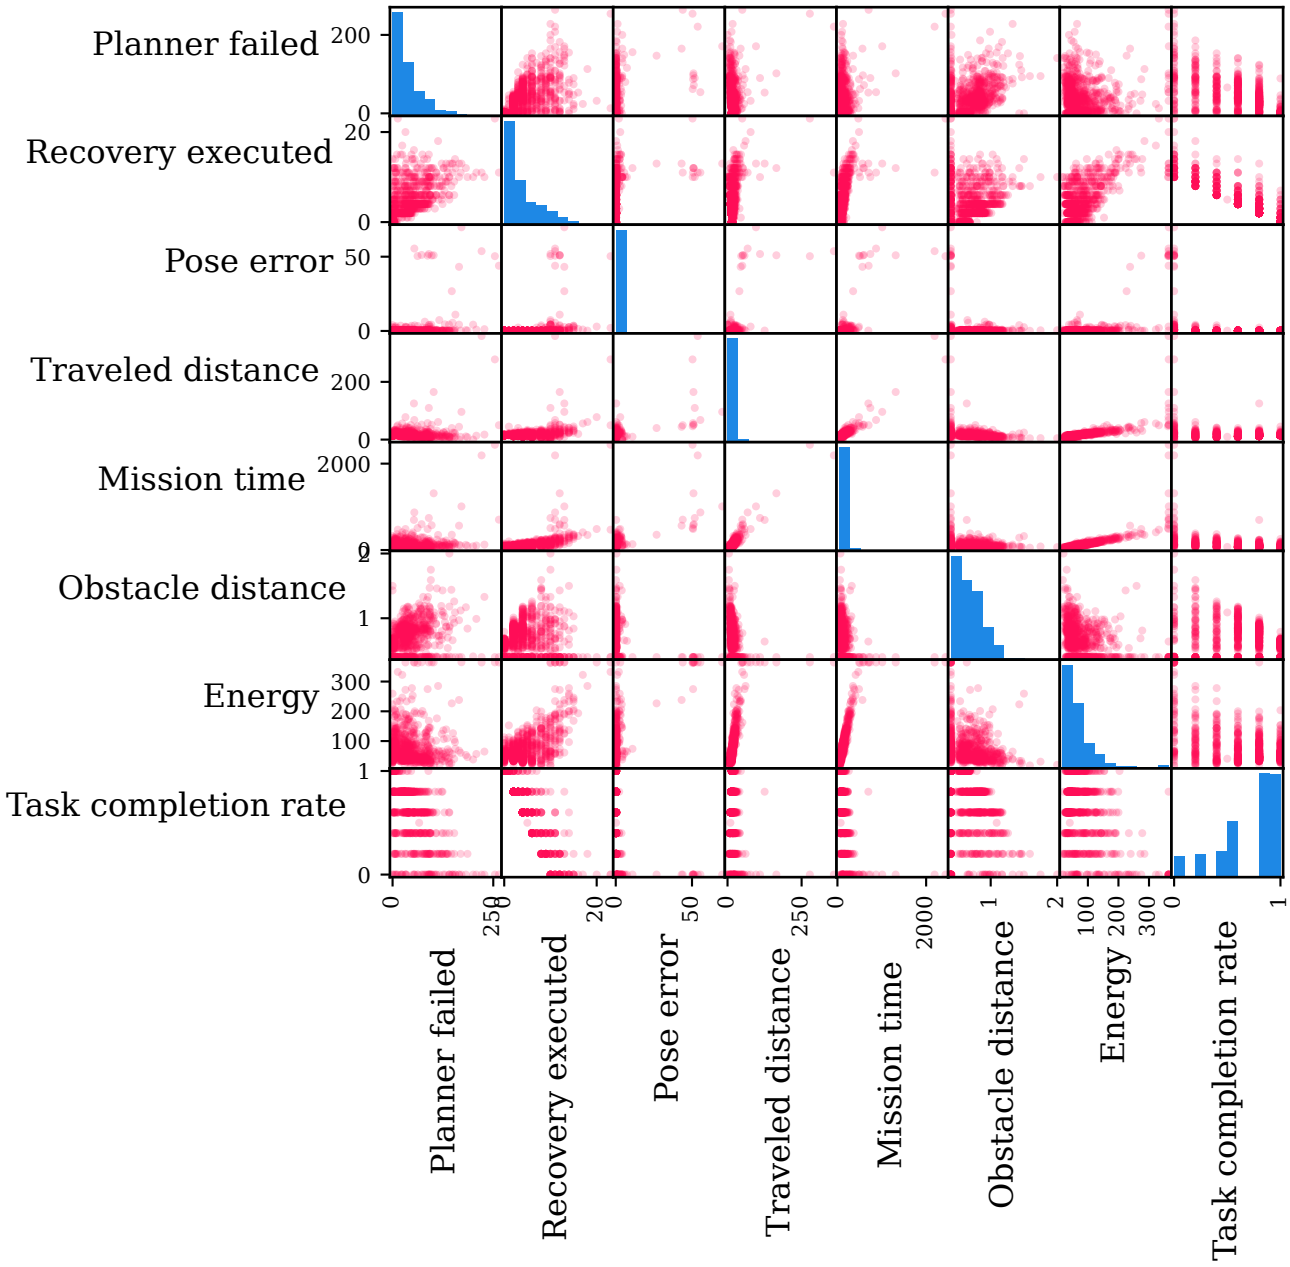 Planner failed 200
0
Recovery executed 20
0
Pose error 50
0
Traveled distance 200
0
Mission time 2000
0
Obstacle distance 2
1
Energy 300
200
100
Task completion rate 1
0
0 250 0 20 0 50 0 250 0 2000 1 2 100 200 300 0 1
Planner failed
Recovery executed
Pose error
Traveled distance
Mission time
Obstacle distance
Energy
Task completion rate